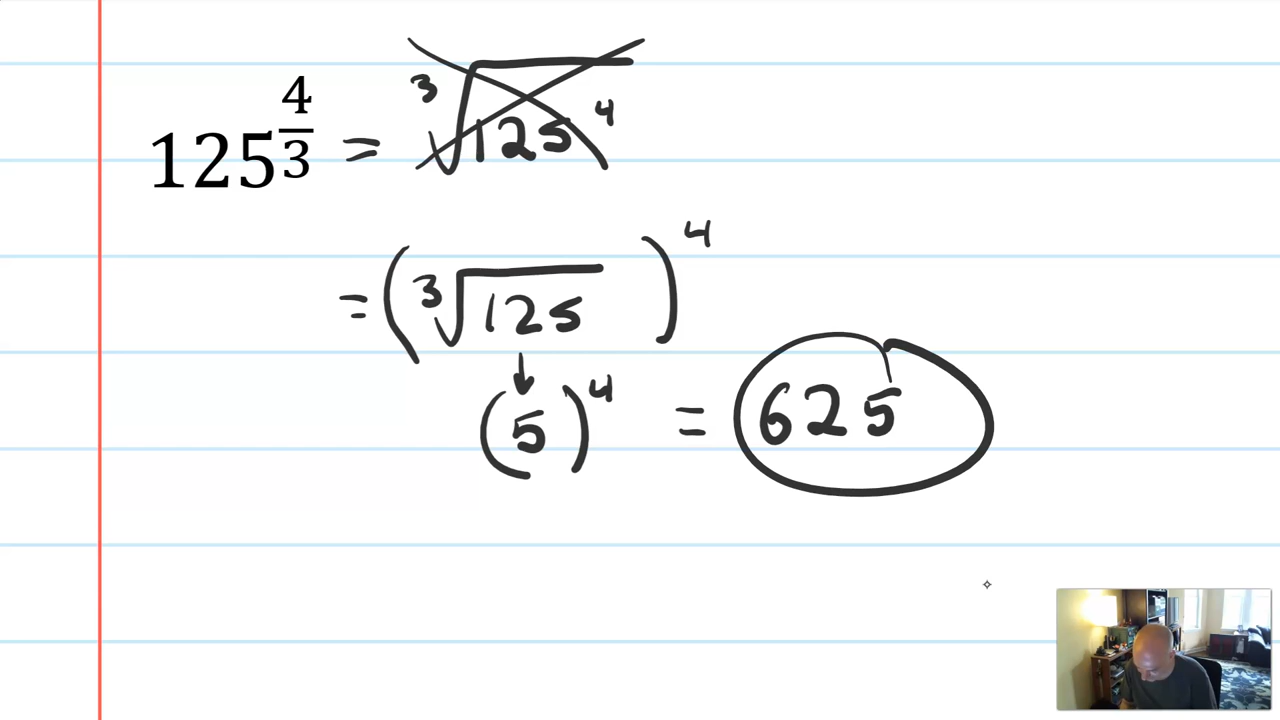 125^(4/3) = ∛125⁴
= (∛125)⁴
(5)⁴ = 625